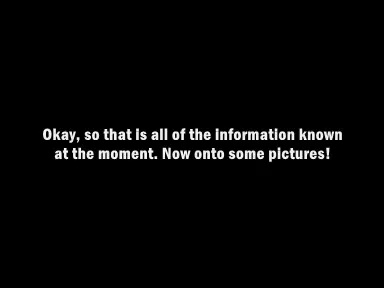 Okay, so that is all of the information known
at the moment. Now onto some pictures!